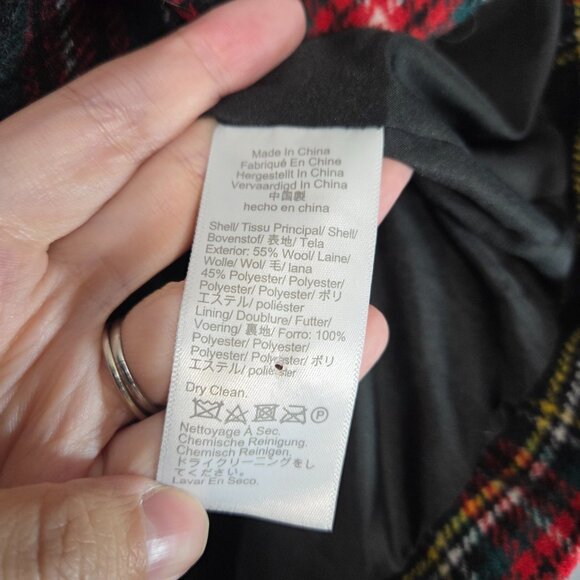 Made In China
Fabriqué En Chine
Hergestellt In China
Vervaardigd In China
中国製
hecho en china
Shell/ Tissu Principal/ Shell/
Bovenstof/ 表地/ Tela
Exterior: 55% Wool/ Laine/
Wolle/ Wol/ 毛/ lana
45% Polyester/ Polyester/
Polyester/ Polyester/ ポリ
エステル/ poliéster
Lining/ Doublure/ Futter/
Voering/ 裏地/ Forro: 100%
Polyester/ Polyester/
Polyester/ Polyester/ ポリ
エステル/ poliéster
Dry Clean.
P
Nettoyage À Sec.
Chemische Reinigung.
Chemisch Reinigen.
ドライクリーニングをし
てください。
Lavar En Seco.